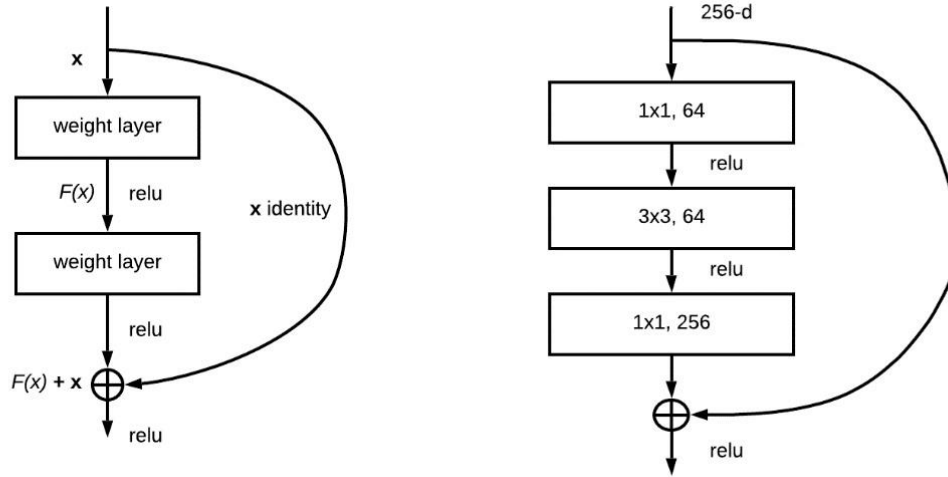 x
weight layer
F(x) relu
x identity
weight layer
relu
F(x) + x
relu
256-d
1x1, 64
relu
3x3, 64
relu
1x1, 256
relu